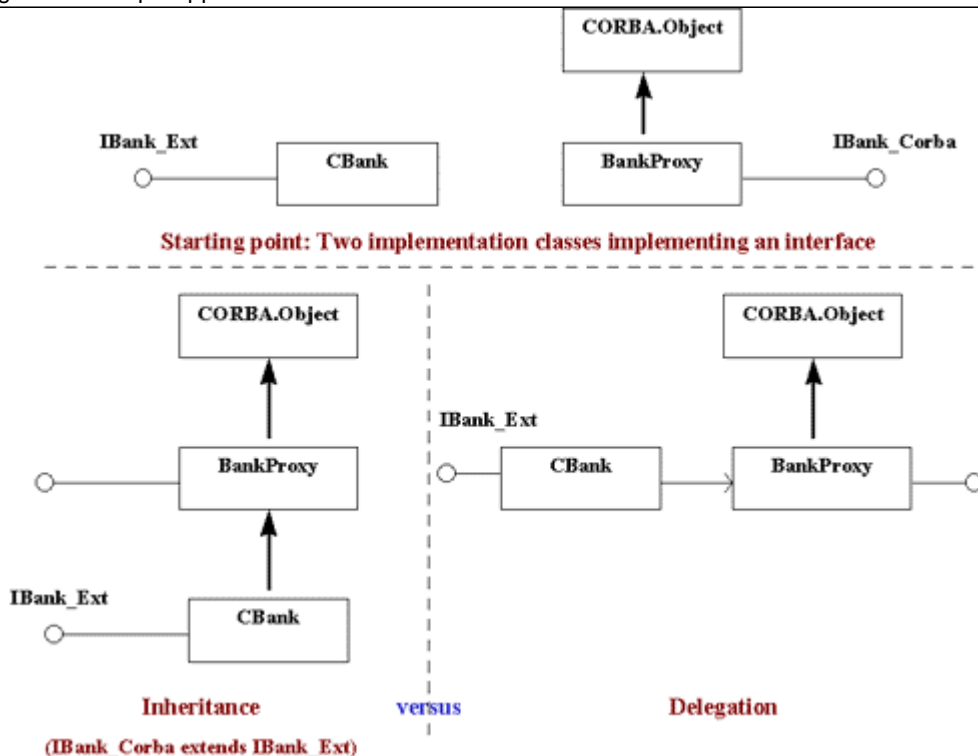 CORBA.Object
IBank_Ext
CBank
BankProxy
IBank_Corba
Starting point: Two implementation classes implementing an interface
CORBA.Object
CORBA.Object
IBank_Ext
BankProxy
CBank
BankProxy
IBank_Ext
CBank
Inheritance versus Delegation
(IBank_Corba extends IBank_Ext)